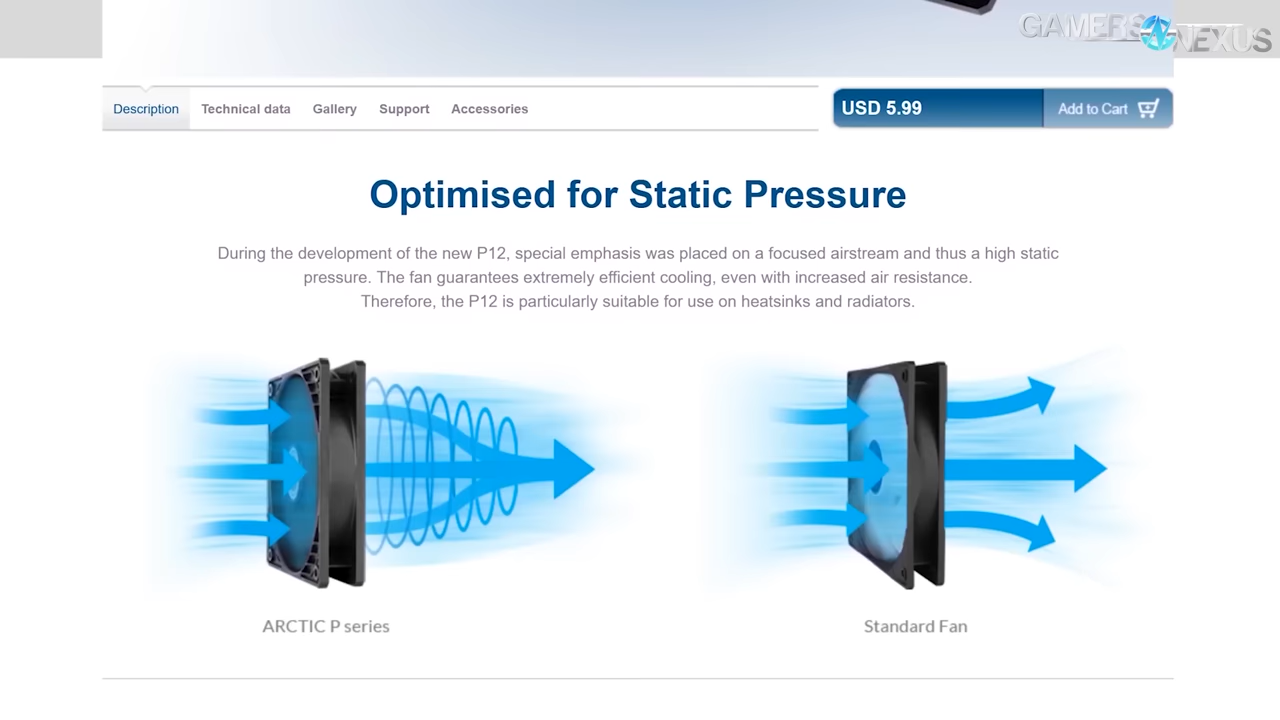 GAMERS NEXUS
Description Technical data Gallery Support Accessories
USD 5.99 Add to Cart
Optimised for Static Pressure
During the development of the new P12, special emphasis was placed on a focused airstream and thus a high static
pressure. The fan guarantees extremely efficient cooling, even with increased air resistance.
Therefore, the P12 is particularly suitable for use on heatsinks and radiators.
ARCTIC P series
Standard Fan